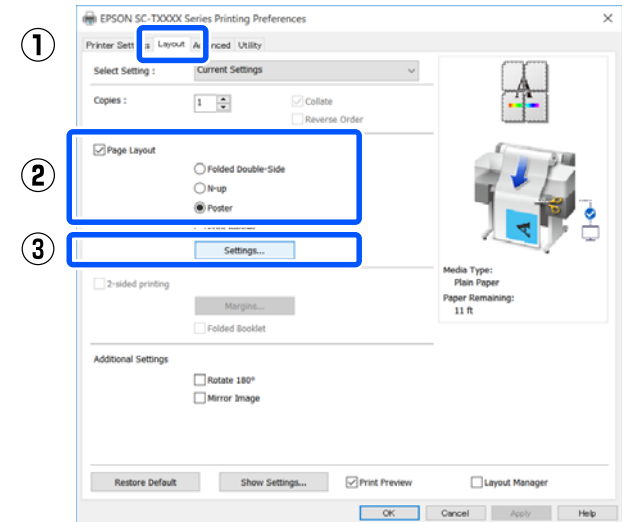 EPSON SC-TXXXX Series Printing Preferences
1
Printer Sett s Layout A nced Utility
Select Setting : Current Settings
Copies : 1 Collate
Reverse Order
2
Page Layout
Folded Double-Side
N-up
Poster
3
Settings...
Media Type:
Plain Paper
2-sided printing
Paper Remaining:
Margins...
11 ft
Folded Booklet
Additional Settings
Rotate 180°
Mirror Image
Restore Default Show Settings... Print Preview Layout Manager
OK Cancel Apply Help